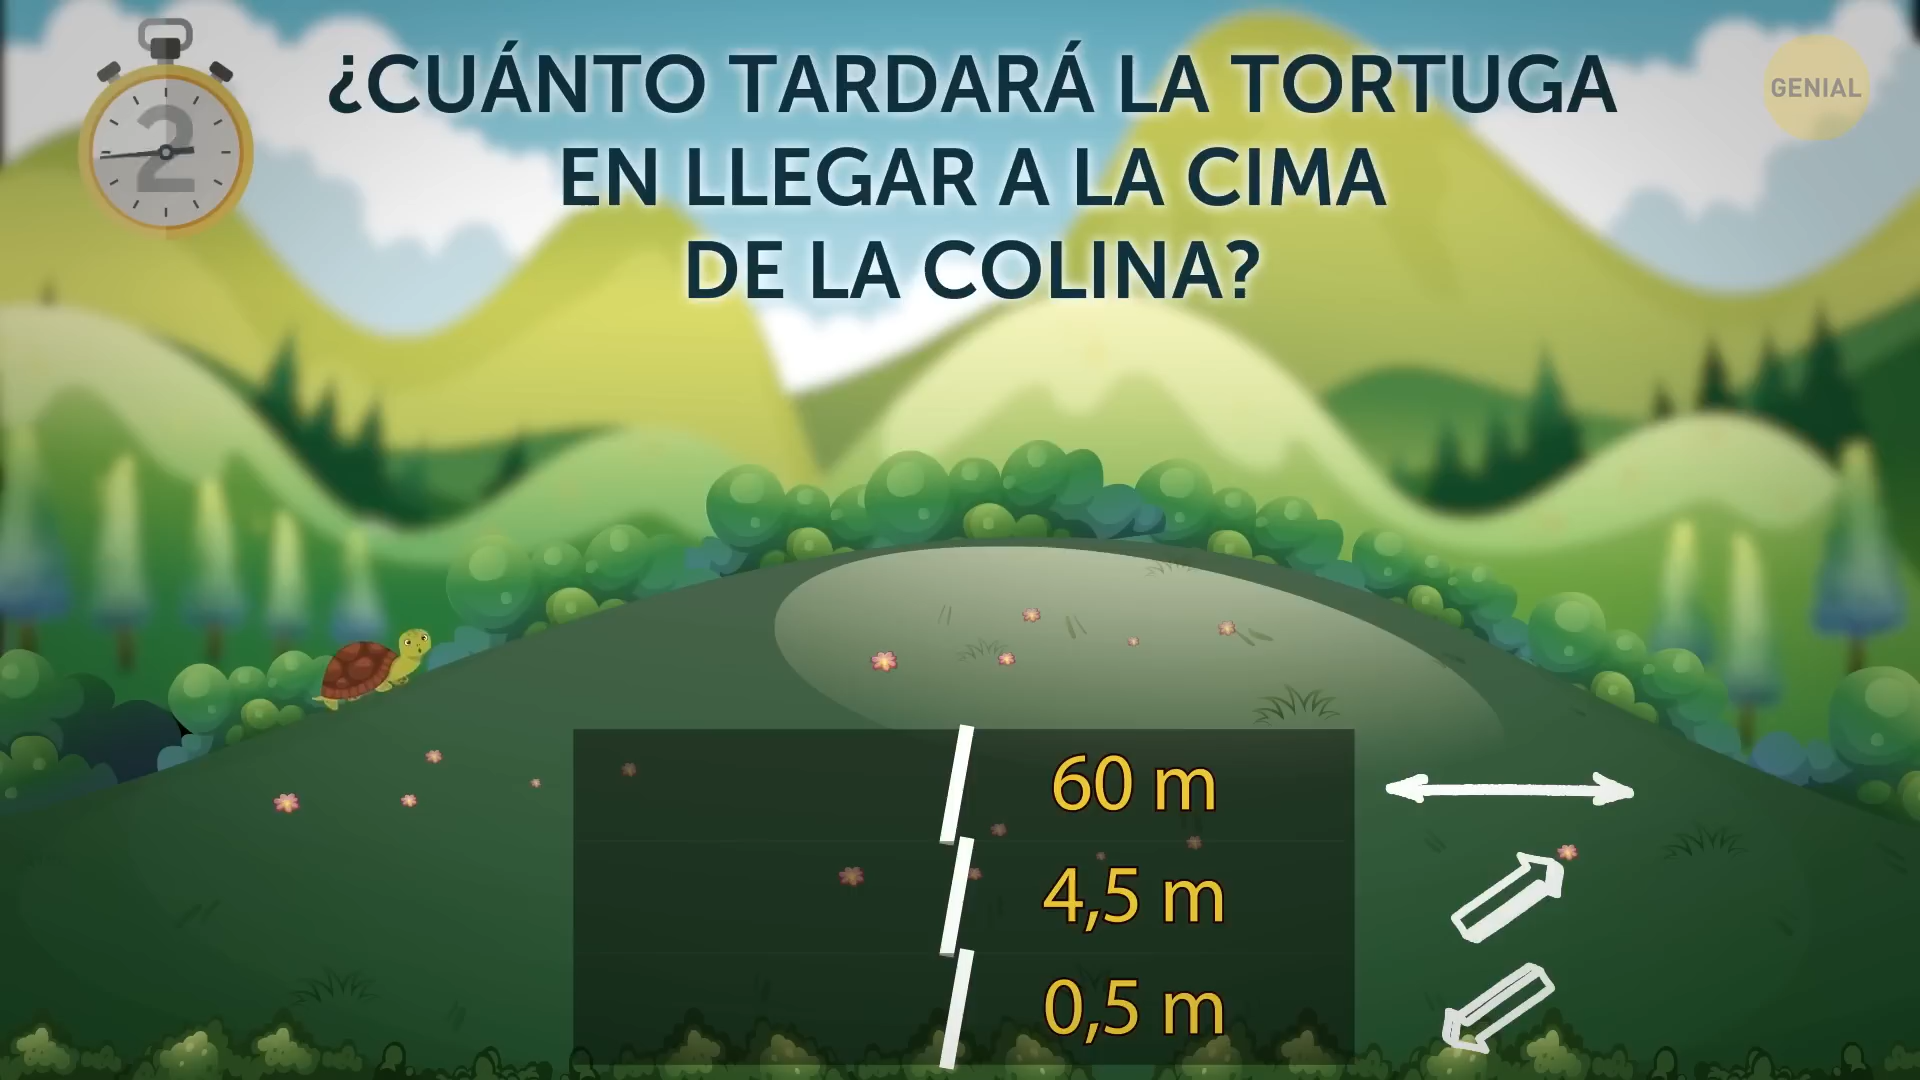 2
¿CUÁNTO TARDARÁ LA TORTUGA
EN LLEGAR A LA CIMA
DE LA COLINA?
GENIAL
60 m
4,5 m
0,5 m